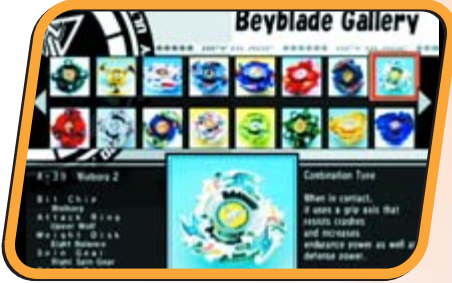 Beyblade Gallery
A-39 Wolborg 2
Bit Chip
Wolborg
Attack Ring
Upper Wolf
Weight Disk
Eight Balance
Spin Gear
Right Spin Gear
Combination Type
When in contact,
it uses a grip axis that
resists crashes
and increases
endurance power as well as
defense power.